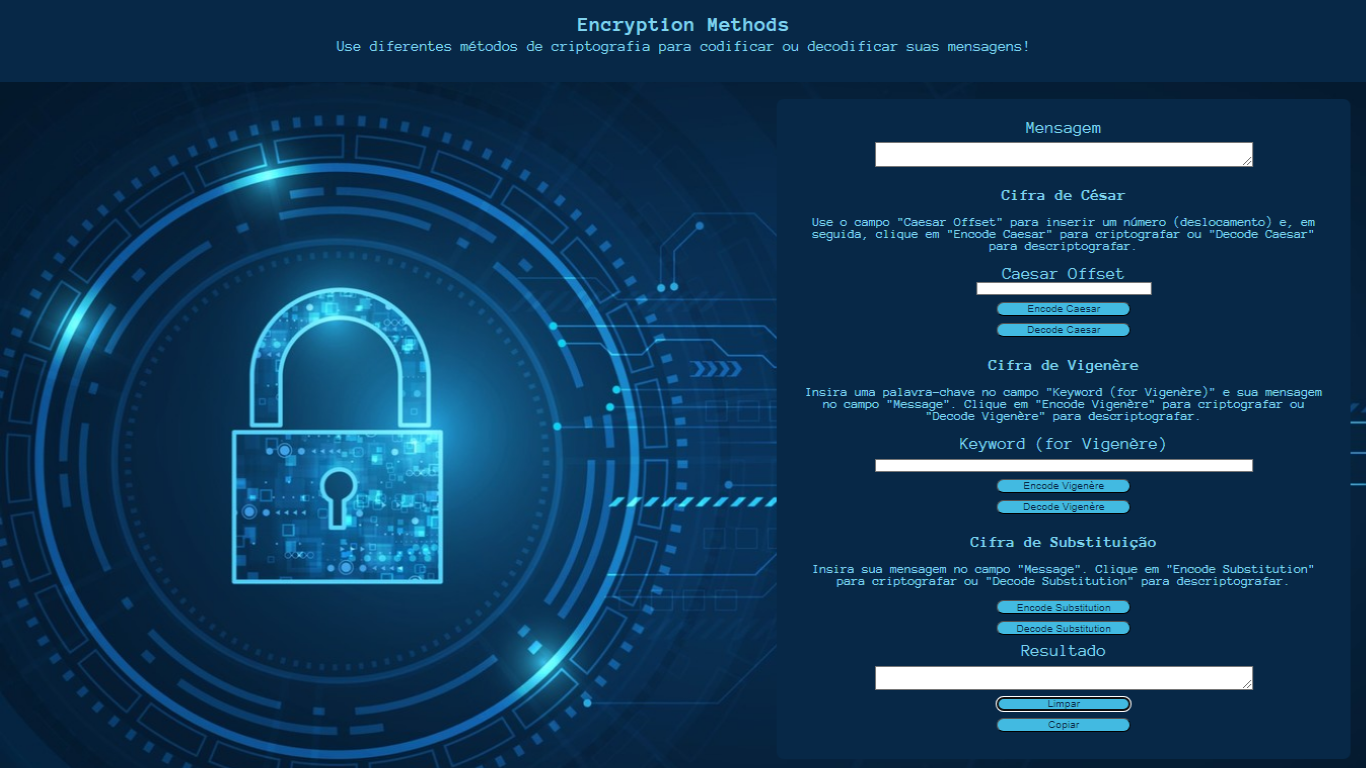 Encryption Methods
Use diferentes métodos de criptografia para codificar ou decodificar suas mensagens!
Mensagem
Cifra de César
Use o campo "Caesar Offset" para inserir um número (deslocamento) e, em
seguida, clique em "Encode Caesar" para criptografar ou "Decode Caesar"
para descriptografar.
Caesar Offset
Encode Caesar
Decode Caesar
Cifra de Vigenère
Insira uma palavra-chave no campo "Keyword (for Vigenère)" e sua mensagem
no campo "Message". Clique em "Encode Vigenère" para criptografar ou
"Decode Vigenère" para descriptografar.
Keyword (for Vigenère)
Encode Vigenère
Decode Vigenère
Cifra de Substituição
Insira sua mensagem no campo "Message". Clique em "Encode Substitution"
para criptografar ou "Decode Substitution" para descriptografar.
Encode Substitution
Decode Substitution
Resultado
Limpar
Copiar